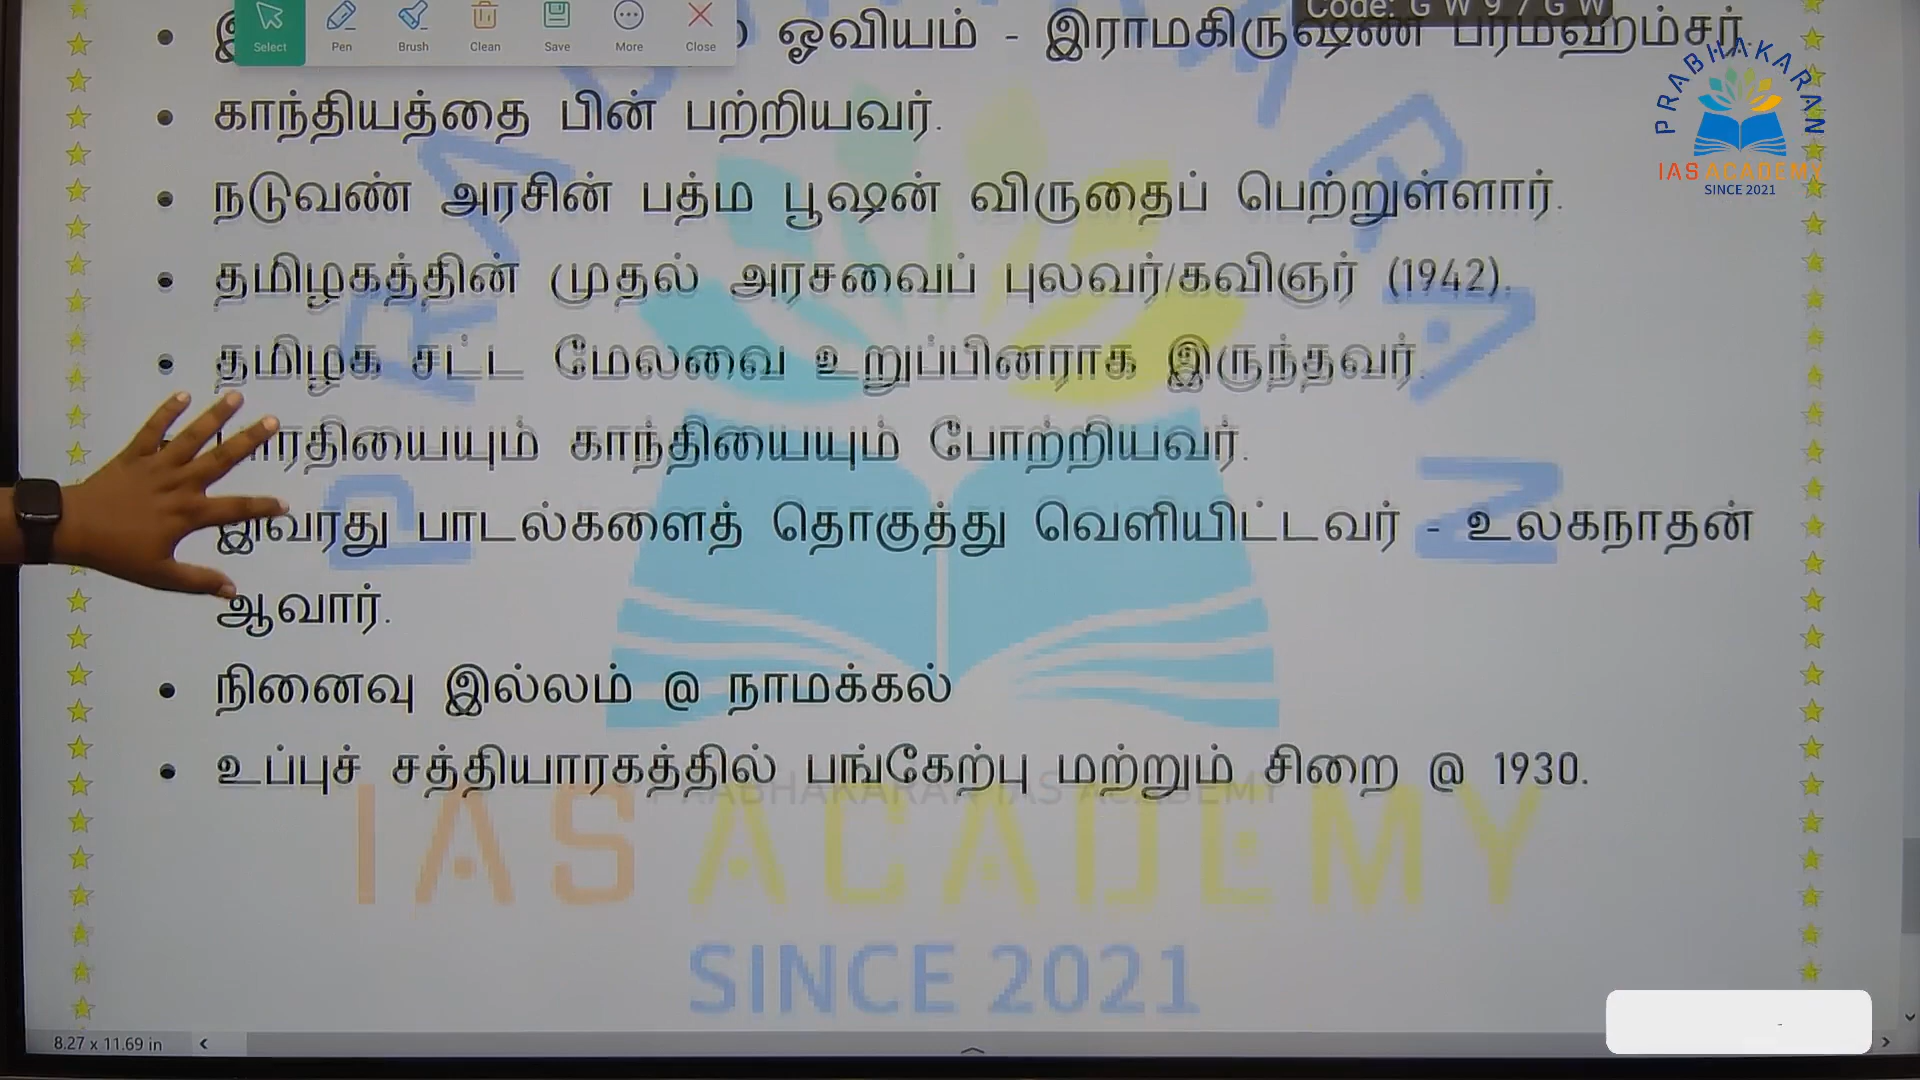 Select Pen Brush Clean Save More Close
Code: G W 9 7 G W
ஓவியம் - இராமகிருஷ்ண பரமஹம்சர்
PRABHAKARAN
IAS ACADEMY
SINCE 2021
காந்தியத்தை பின் பற்றியவர்.
நடுவண் அரசின் பத்ம பூஷன் விருதைப் பெற்றுள்ளார்.
தமிழகத்தின் முதல் அரசவைப் புலவர்/கவிஞர் (1942).
தமிழக சட்ட மேலவை உறுப்பினராக இருந்தவர்.
பாரதியையும் காந்தியையும் போற்றியவர்.
இவரது பாடல்களைத் தொகுத்து வெளியிட்டவர் - உலகநாதன்
ஆவார்.
நினைவு இல்லம் @ நாமக்கல்
உப்புச் சத்தியாரகத்தில் பங்கேற்பு மற்றும் சிறை @ 1930.
PRABHAKARAN IAS ACADEMY
IAS ACADEMY
SINCE 2021
8.27 x 11.69 in